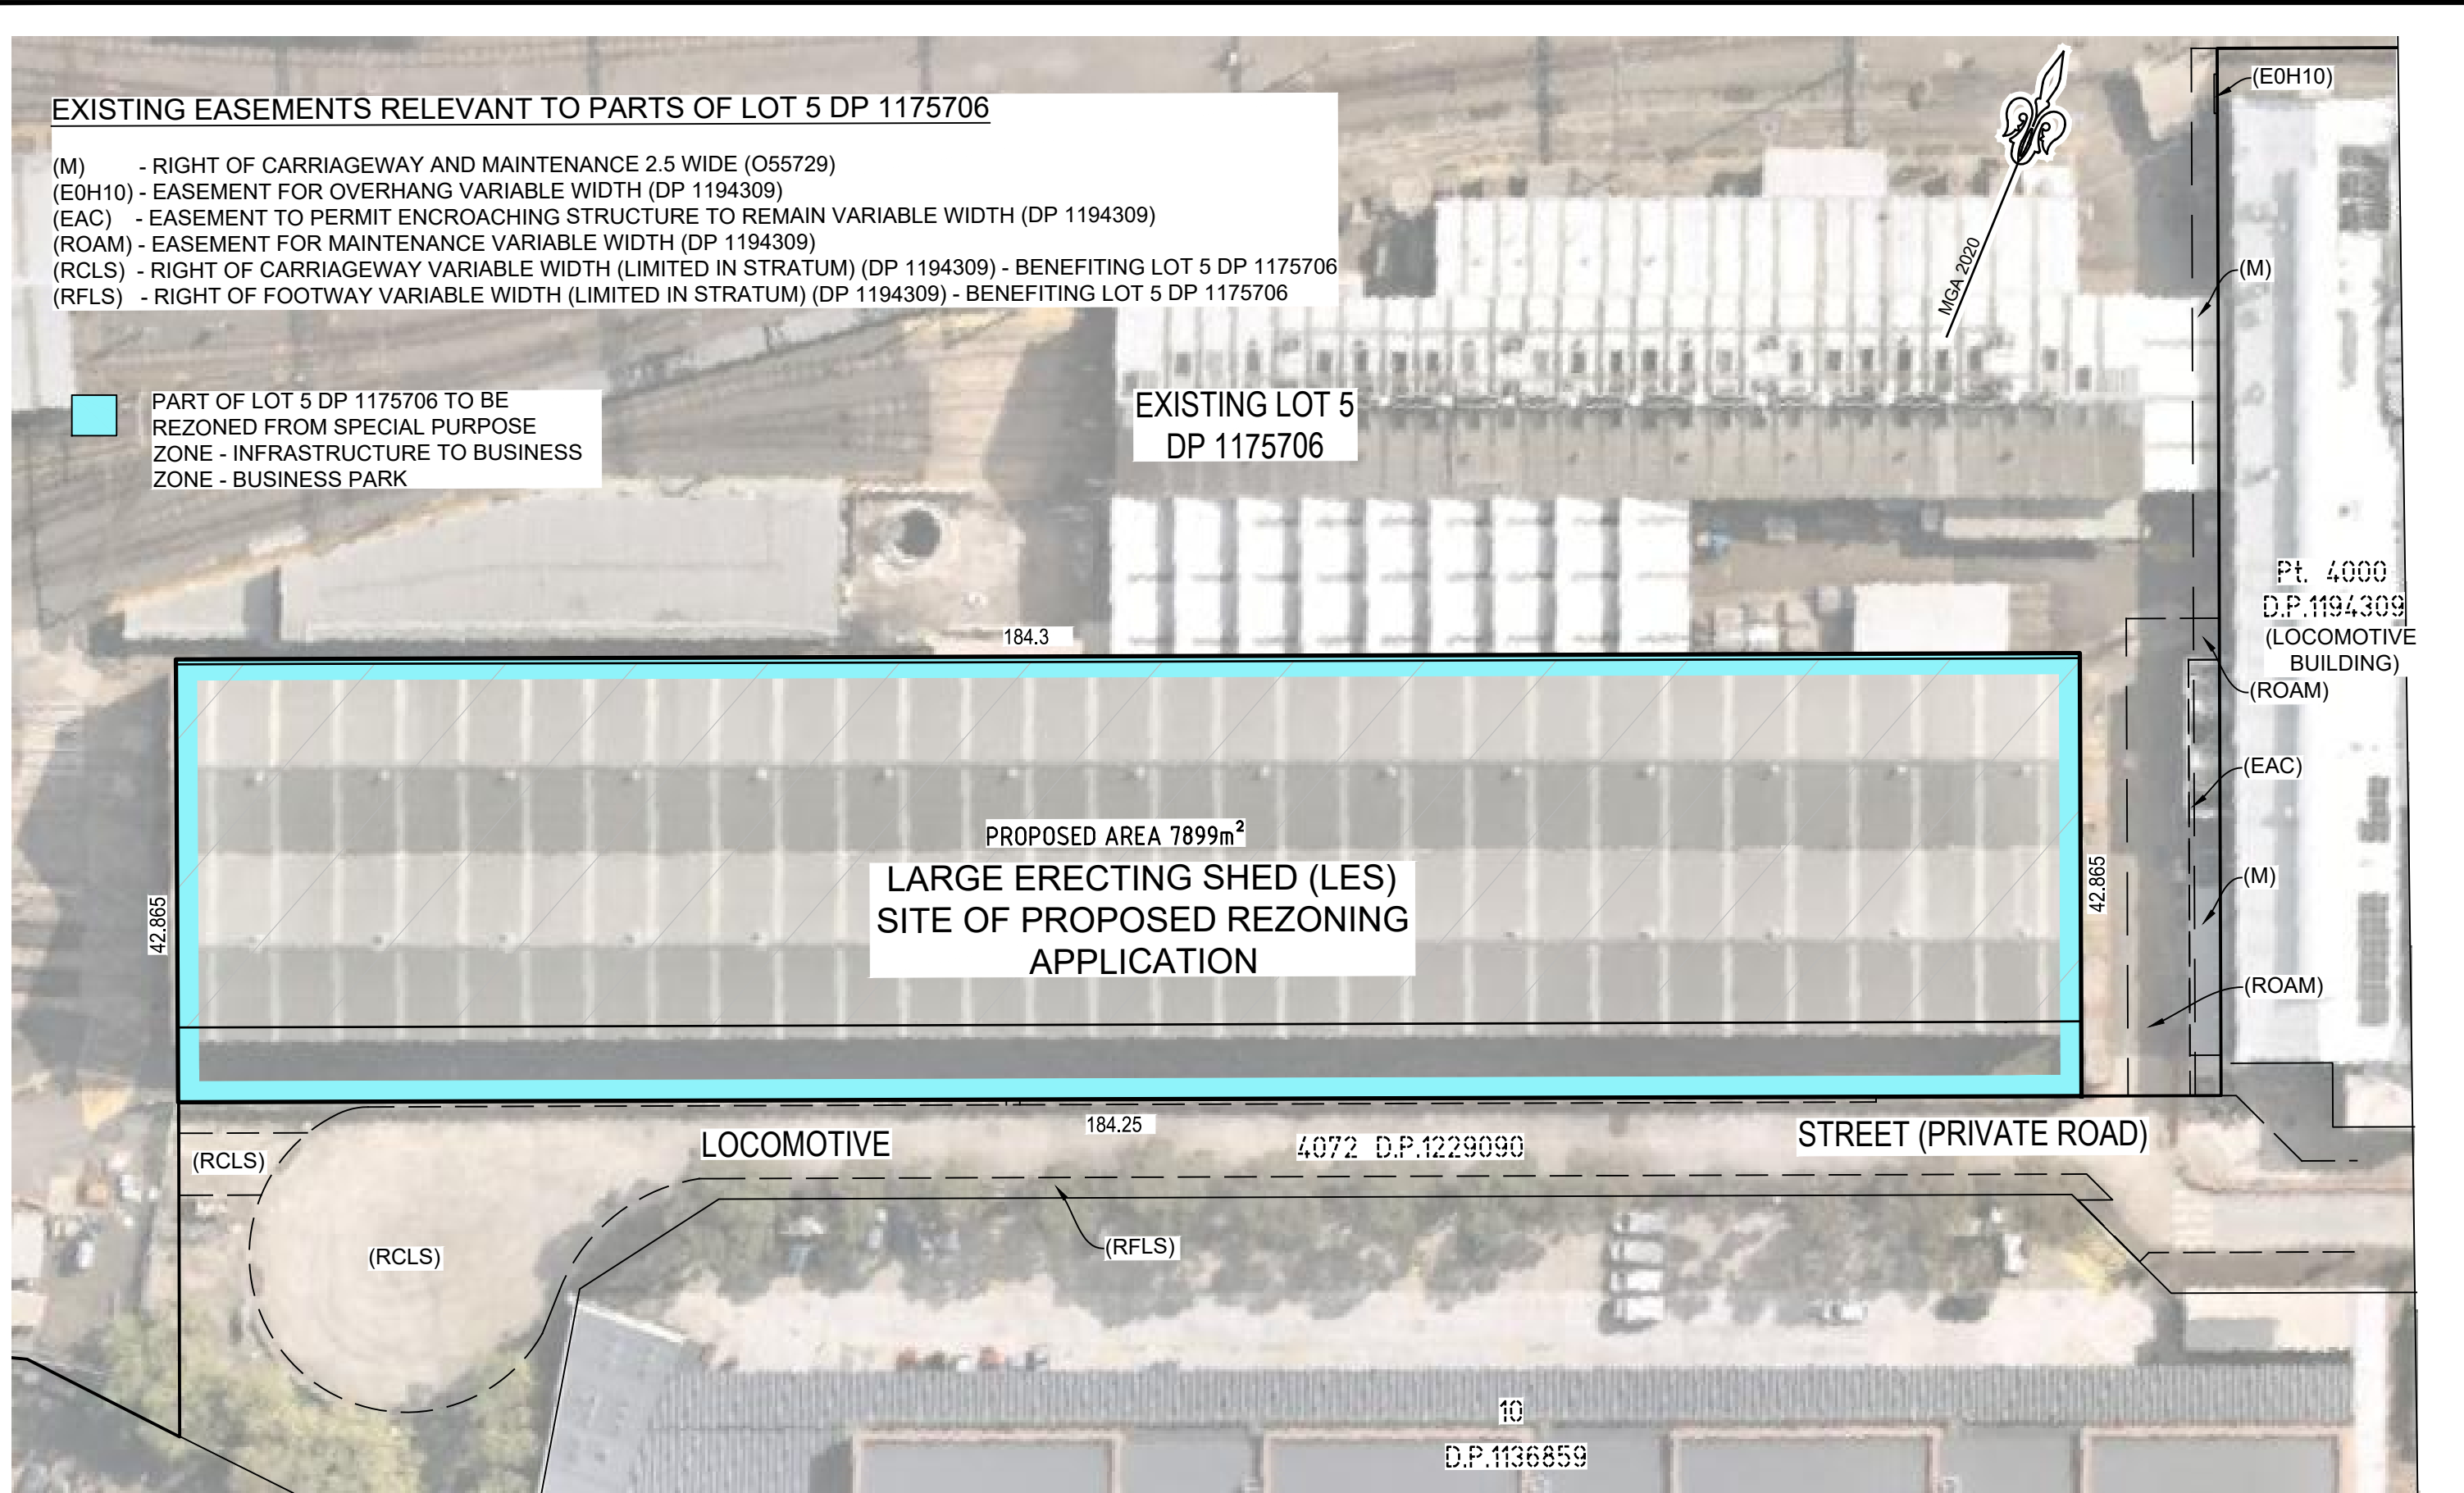 EXISTING EASEMENTS RELEVANT TO PARTS OF LOT 5 DP 1175706
(M) - RIGHT OF CARRIAGEWAY AND MAINTENANCE 2.5 WIDE (O55729)
(E0H10) - EASEMENT FOR OVERHANG VARIABLE WIDTH (DP 1194309)
(EAC) - EASEMENT TO PERMIT ENCROACHING STRUCTURE TO REMAIN VARIABLE WIDTH (DP 1194309)
(ROAM) - EASEMENT FOR MAINTENANCE VARIABLE WIDTH (DP 1194309)
(RCLS) - RIGHT OF CARRIAGEWAY VARIABLE WIDTH (LIMITED IN STRATUM) (DP 1194309) - BENEFITING LOT 5 DP 1175706
(RFLS) - RIGHT OF FOOTWAY VARIABLE WIDTH (LIMITED IN STRATUM) (DP 1194309) - BENEFITING LOT 5 DP 1175706
PART OF LOT 5 DP 1175706 TO BE
REZONED FROM SPECIAL PURPOSE
ZONE - INFRASTRUCTURE TO BUSINESS
ZONE - BUSINESS PARK
EXISTING LOT 5
DP 1175706
MGA 2020
(E0H10)
(M)
Pt. 4000
D.P.1194309
(LOCOMOTIVE
BUILDING)
(ROAM)
(EAC)
(M)
(ROAM)
184.3
42.865
PROPOSED AREA 7899m²
LARGE ERECTING SHED (LES)
SITE OF PROPOSED REZONING
APPLICATION
42.865
184.25
LOCOMOTIVE
4072 D.P.1229090
STREET (PRIVATE ROAD)
(RCLS)
(RCLS)
(RFLS)
10
D.P.1136859